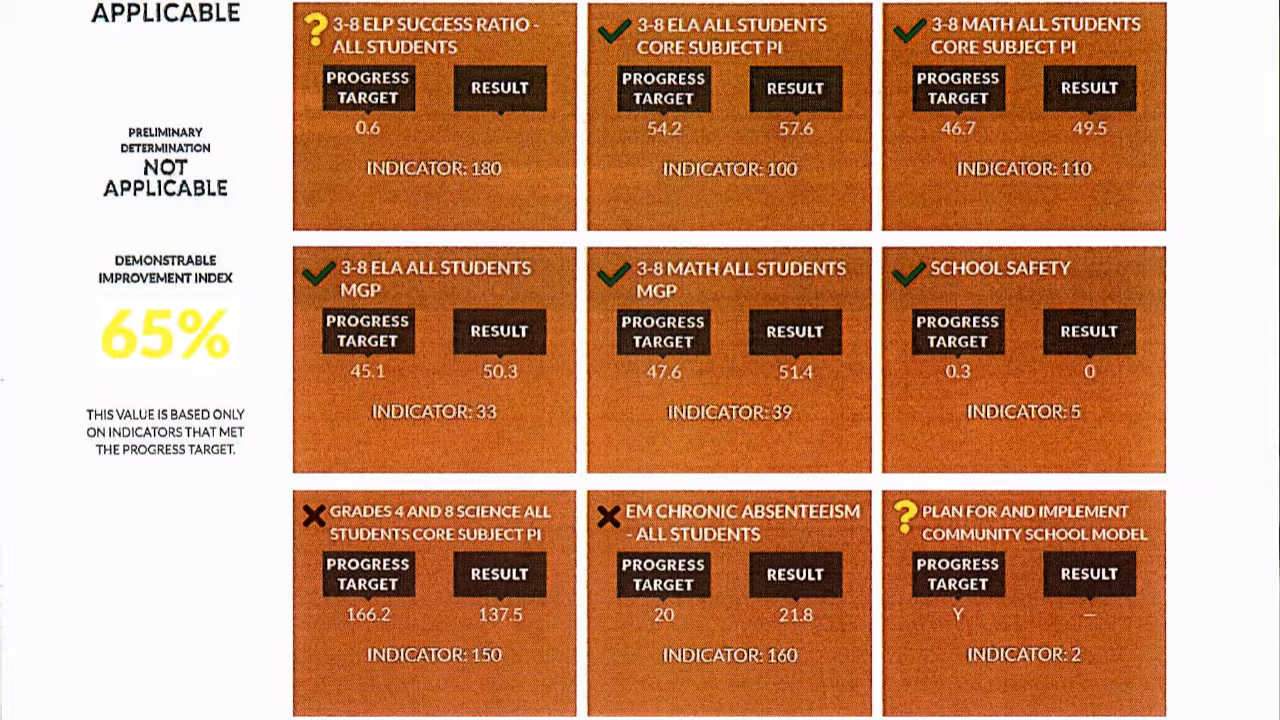 APPLICABLE
PRELIMINARY
DETERMINATION
NOT
APPLICABLE
DEMONSTRABLE
IMPROVEMENT INDEX
65%
THIS VALUE IS BASED ONLY
ON INDICATORS THAT MET
THE PROGRESS TARGET.
? 3-8 ELP SUCCESS RATIO -
ALL STUDENTS
PROGRESS
TARGET
RESULT
0.6
INDICATOR: 180
3-8 ELA ALL STUDENTS
CORE SUBJECT PI
PROGRESS
TARGET
RESULT
54.2
57.6
INDICATOR: 100
3-8 MATH ALL STUDENTS
CORE SUBJECT PI
PROGRESS
TARGET
RESULT
46.7
49.5
INDICATOR: 110
3-8 ELA ALL STUDENTS
MGP
PROGRESS
TARGET
RESULT
45.1
50.3
INDICATOR: 33
3-8 MATH ALL STUDENTS
MGP
PROGRESS
TARGET
RESULT
47.6
51.4
INDICATOR: 39
SCHOOL SAFETY
PROGRESS
TARGET
RESULT
0.3
0
INDICATOR: 5
GRADES 4 AND 8 SCIENCE ALL
STUDENTS CORE SUBJECT PI
PROGRESS
TARGET
RESULT
166.2
137.5
INDICATOR: 150
EM CHRONIC ABSENTEEISM
- ALL STUDENTS
PROGRESS
TARGET
RESULT
20
21.8
INDICATOR: 160
? PLAN FOR AND IMPLEMENT
COMMUNITY SCHOOL MODEL
PROGRESS
TARGET
RESULT
Y
—
INDICATOR: 2